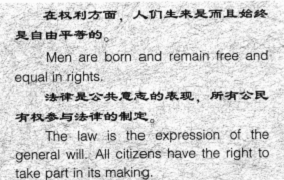 在权利方面，人们生来是而且始终
是自由平等的。
Men are born and remain free and
equal in rights.
法律是公共意志的表现，所有公民
有权参与法律的制定。
The law is the expression of the
general will. All citizens have the right to
take part in its making.